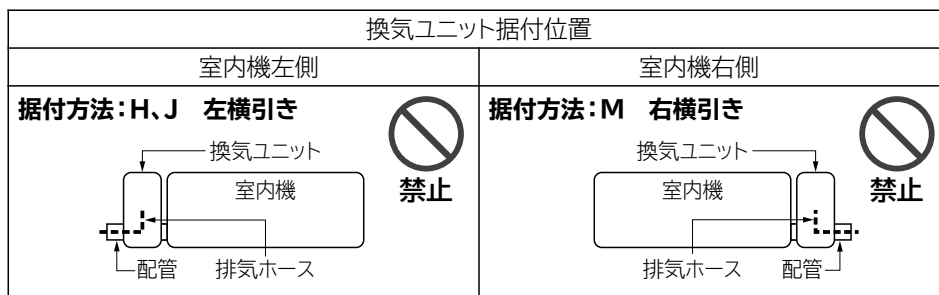 換気ユニット据付位置
室内機左側
室内機右側
据付方法：H、J　左横引き
換気ユニット
室内機
禁止
配管
排気ホース
据付方法：M　右横引き
換気ユニット
室内機
禁止
排気ホース
配管